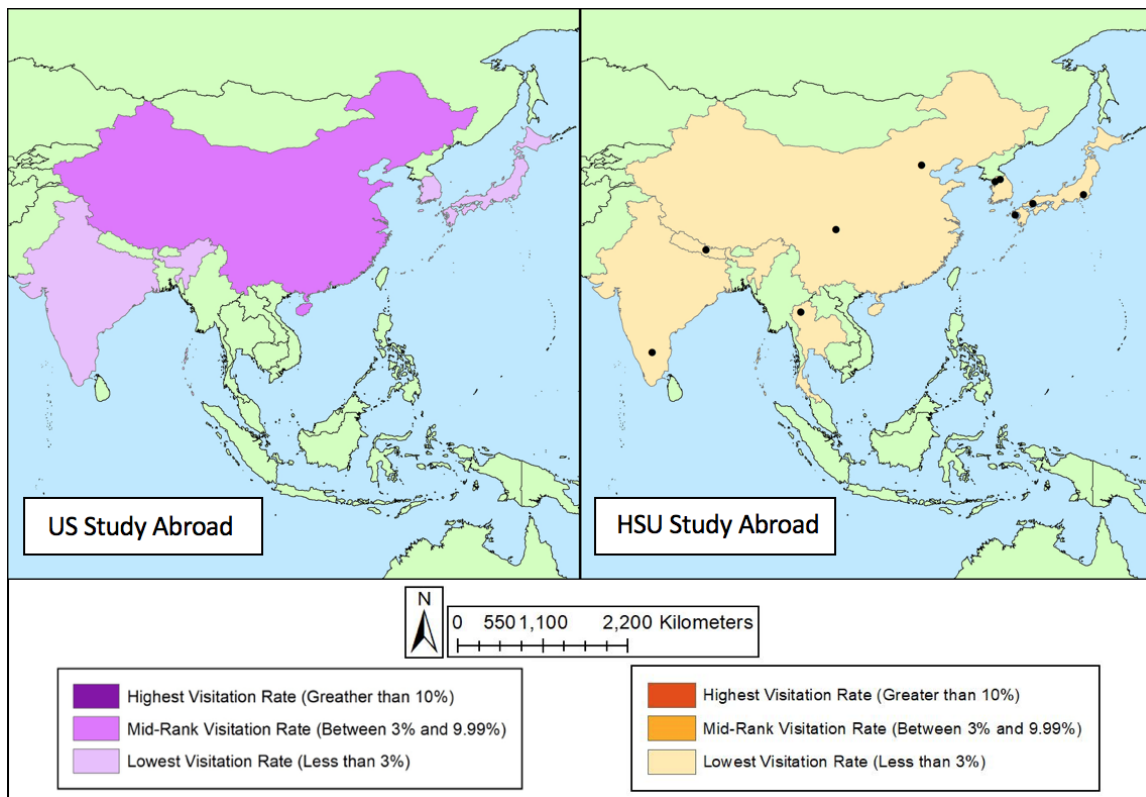 US Study Abroad
HSU Study Abroad
N
0 550 1,100 2,200 Kilometers
Highest Visitation Rate (Greather than 10%)
Mid-Rank Visitation Rate (Between 3% and 9.99%)
Lowest Visitation Rate (Less than 3%)
Highest Visitation Rate (Greater than 10%)
Mid-Rank Visitation Rate (Between 3% and 9.99%)
Lowest Visitation Rate (Less than 3%)